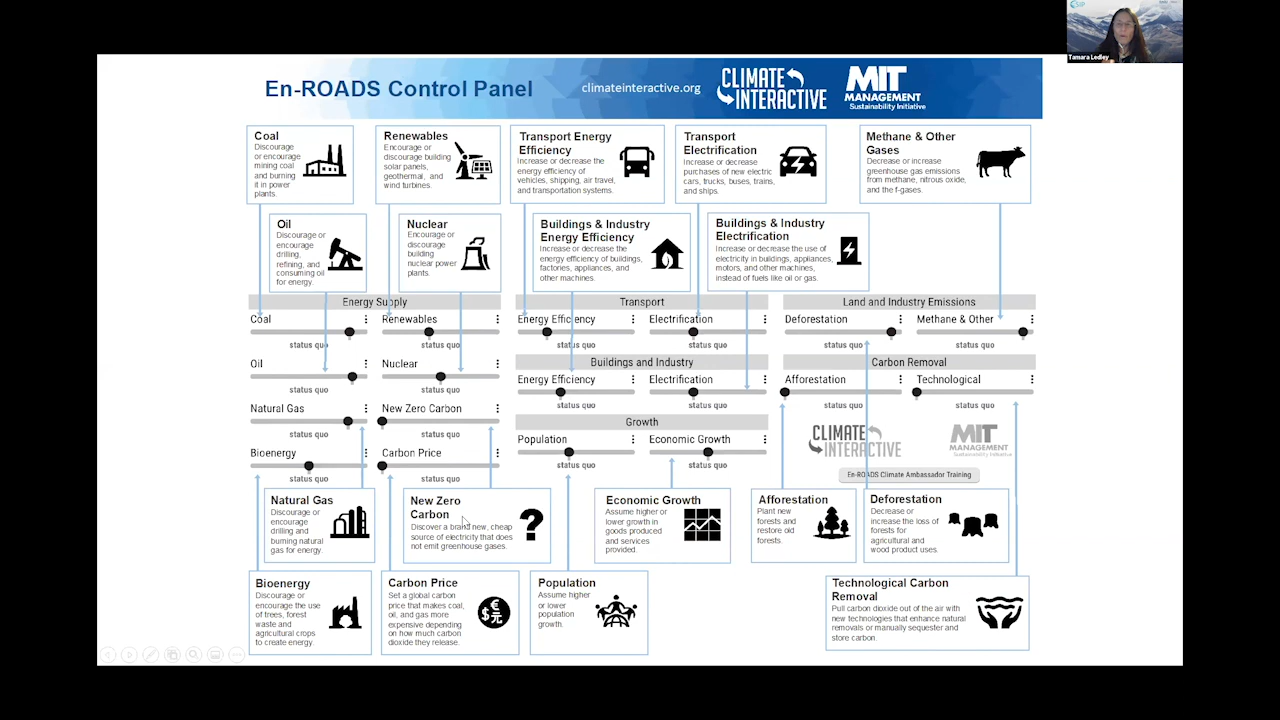 ESIP
Tamara Ledley
En-ROADS Control Panel
climateinteractive.org
CLIMATE
INTERACTIVE
MIT
MANAGEMENT
Sustainability Initiative
Coal
Discourage
or encourage
mining coal
and burning
it in power
plants.
Renewables
Encourage or
discourage building
solar panels,
geothermal, and
wind turbines.
Transport Energy
Efficiency
Increase or decrease the
energy efficiency of
vehicles, shipping, air travel,
and transportation systems.
Transport
Electrification
Increase or decrease
purchases of new electric
cars, trucks, buses, trains,
and ships.
Methane & Other
Gases
Decrease or increase
greenhouse gas emissions
from methane, nitrous oxide,
and the f-gases.
Oil
Discourage or
encourage
drilling,
refining, and
consuming oil
for energy.
Nuclear
Encourage or
discourage
building
nuclear power
plants.
Buildings & Industry
Energy Efficiency
Increase or decrease the
energy efficiency of buildings,
factories, appliances, and
other machines.
Buildings & Industry
Electrification
Increase or decrease the use of
electricity in buildings, appliances,
motors, and other machines,
instead of fuels like oil or gas.
Energy Supply
Coal
status quo
Renewables
status quo
Oil
status quo
Nuclear
status quo
Natural Gas
status quo
New Zero Carbon
status quo
Bioenergy
status quo
Carbon Price
status quo
Transport
Energy Efficiency
status quo
Electrification
status quo
Buildings and Industry
Energy Efficiency
status quo
Electrification
status quo
Growth
Population
status quo
Economic Growth
status quo
Land and Industry Emissions
Deforestation
status quo
Methane & Other
status quo
Carbon Removal
Afforestation
status quo
Technological
status quo
CLIMATE
INTERACTIVE
MIT
MANAGEMENT
Sustainability Initiative
En-ROADS Climate Ambassador Training
Natural Gas
Discourage or
encourage
drilling and
burning natural
gas for energy.
New Zero
Carbon
Discover a brand new, cheap
source of electricity that does
not emit greenhouse gases.
?
Economic Growth
Assume higher or
lower growth in
goods produced
and services
provided.
Afforestation
Plant new
forests and
restore old
forests.
Deforestation
Decrease or
increase the loss of
forests for
agricultural and
wood product uses.
Bioenergy
Discourage or
encourage the use
of trees, forest
waste and
agricultural crops
to create energy.
Carbon Price
Set a global carbon
price that makes coal,
oil, and gas more
expensive depending
on how much carbon
dioxide they release.
$€元
Population
Assume higher
or lower
population
growth.
Technological Carbon
Removal
Pull carbon dioxide out of the air with
new technologies that enhance natural
removals or manually sequester and
store carbon.